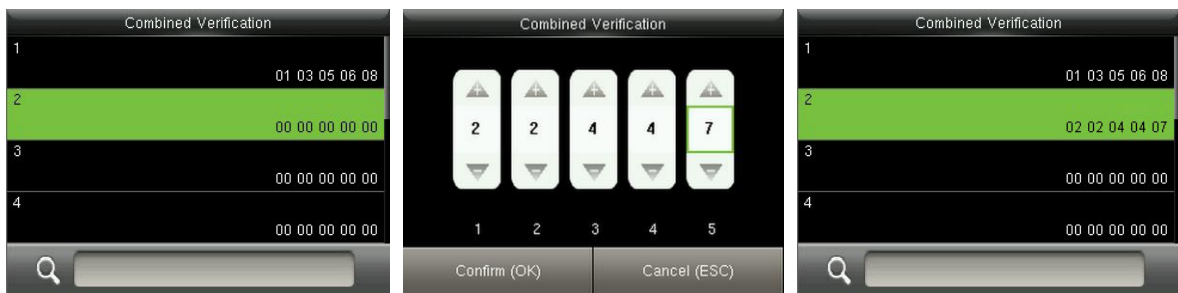 Combined Verification
1
01 03 05 06 08
2
00 00 00 00 00
3
00 00 00 00 00
4
00 00 00 00 00
Combined Verification
2 2 4 4 7
1 2 3 4 5
Confirm (OK) Cancel (ESC)
Combined Verification
1
01 03 05 06 08
2
02 02 04 04 07
3
00 00 00 00 00
4
00 00 00 00 00